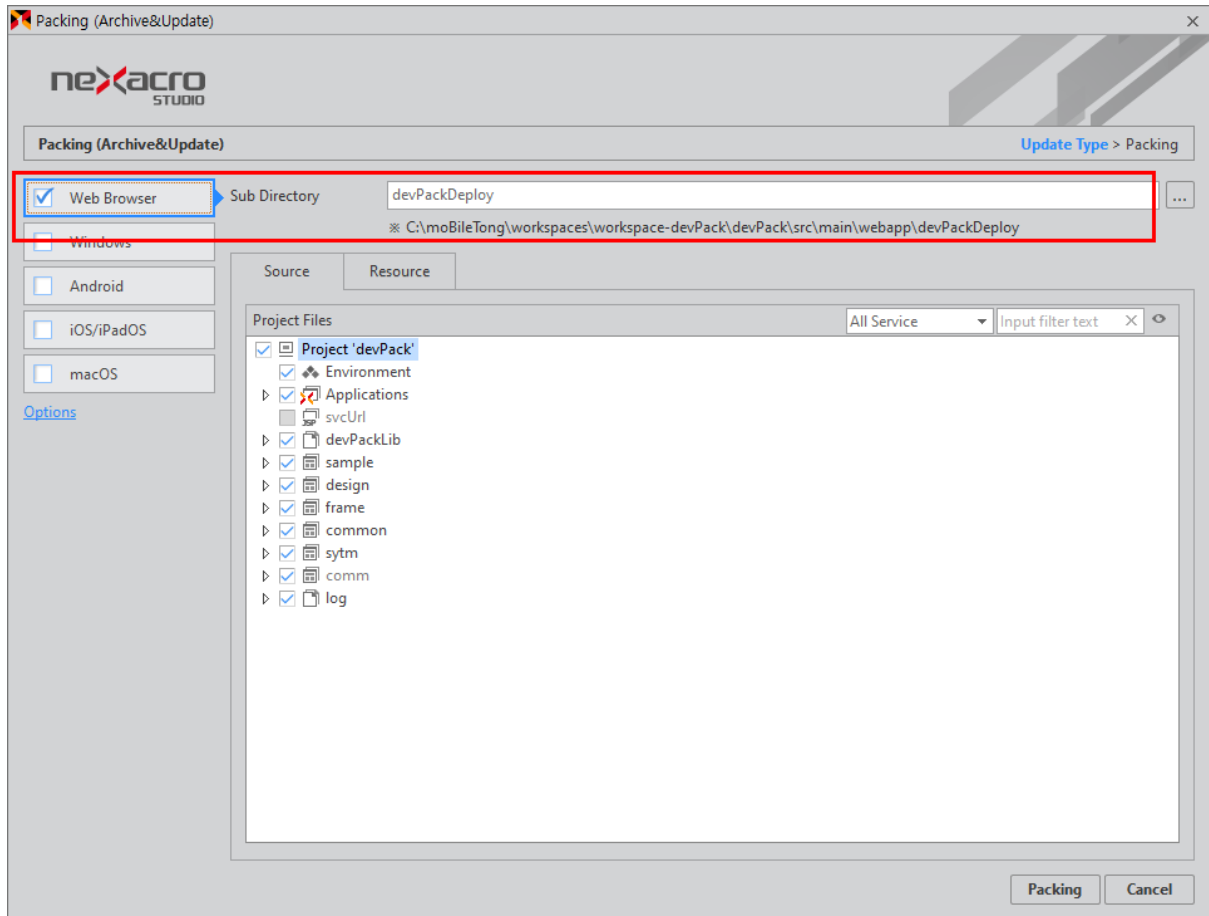 Packing (Archive&Update)
nexacro
STUDIO
Packing (Archive&Update)
Update Type > Packing
Web Browser
Sub Directory
devPackDeploy
...
※ C:\moBileTong\workspaces\workspace-devPack\devPack\src\main\webapp\devPackDeploy
Windows
Android
iOS/iPadOS
macOS
Options
Source
Resource
Project Files
All Service
Input filter text
Project 'devPack'
Environment
Applications
JSP
svcUrl
devPackLib
sample
design
frame
common
sytm
comm
log
Packing
Cancel